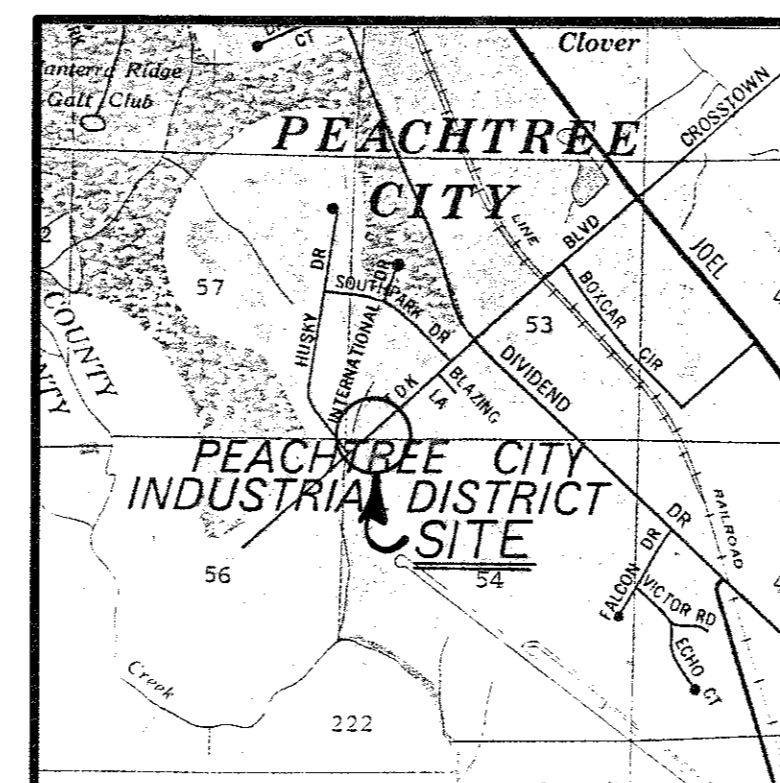 CT
Clover
Ridge
Golf Club
CROSSTOWN
PEACHTREE
CITY
LINE
BLVD
JOEL
57
DR
DR
SOUTHPARK DR
BOXCAR
CIR
53
COUNTY
NTY
HUSKY
INTERNATIONAL
TDK
BLAZING
LA
DIVIDEND
PEACHTREE CITY
INDUSTRIAL DISTRICT
SITE
DR
RAILROAD
56
54
FALCON DR
VICTOR RD
ECHO CT
Creek
222